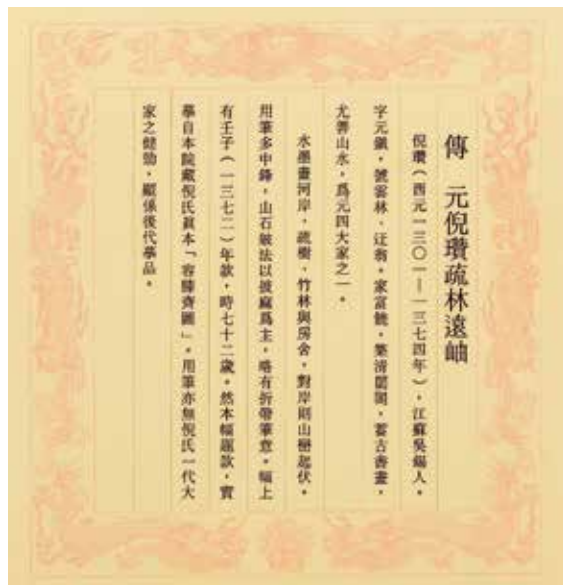 傳　元倪瓚疏林遠岫
倪瓚（西元一三〇一－一三七四年），江蘇吳錫人。
字元鎮，號雲林、迂翁。家富饒，築清閟閣，蓄古書畫，
尤善山水，為元四大家之一。
水墨畫河岸，疏樹、竹林與房舍，對岸則山巒起伏。
用筆多中鋒，山石皴法以披麻為主，略有折帶筆意。幅上
有壬子（一三七二）年款，時七十二歲。然本幅題款，實
摹自本院藏倪氏真本「容膝齋圖」。用筆亦無倪氏一代大
家之健勁，顯係後代摹品。